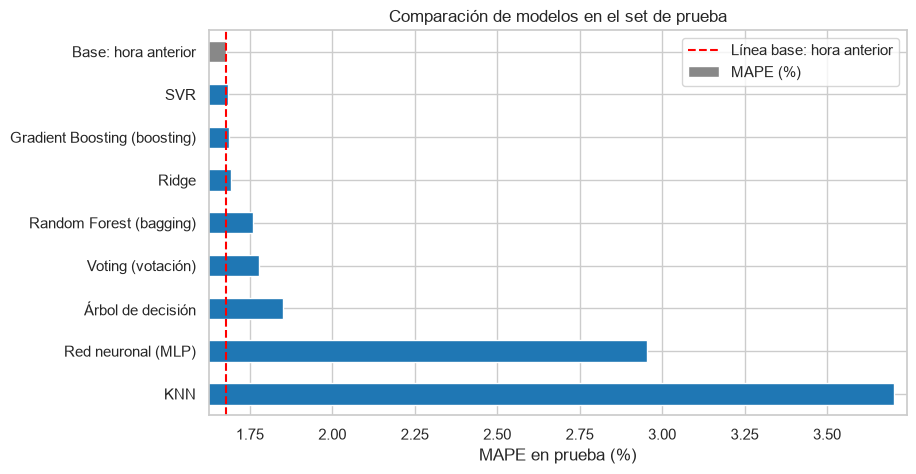 Comparación de modelos en el set de prueba
Base: hora anterior
SVR
Gradient Boosting (boosting)
Ridge
Random Forest (bagging)
Voting (votación)
Árbol de decisión
Red neuronal (MLP)
KNN
Línea base: hora anterior
MAPE (%)
1.75 2.00 2.25 2.50 2.75 3.00 3.25 3.50
MAPE en prueba (%)